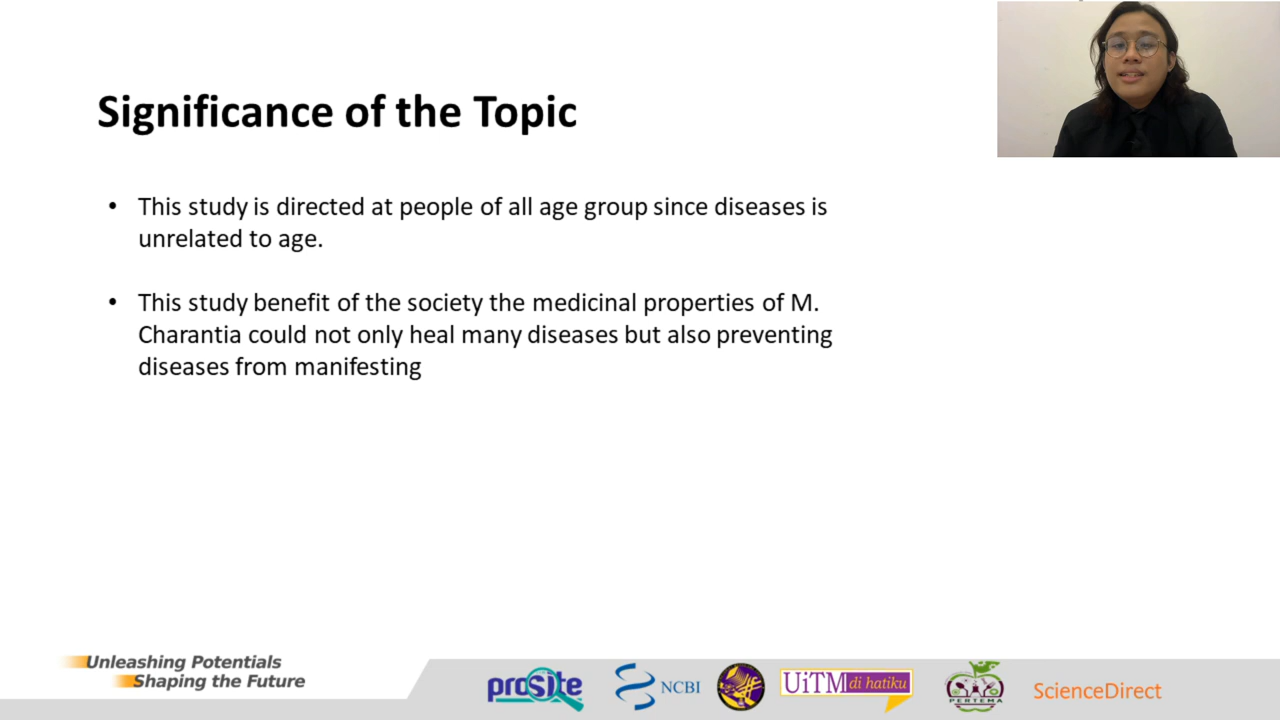 Significance of the Topic
• This study is directed at people of all age group since diseases is
unrelated to age.
• This study benefit of the society the medicinal properties of M.
Charantia could not only heal many diseases but also preventing
diseases from manifesting
Unleashing Potentials
Shaping the Future
proSite
NCBI
UiTM di hatiku
PERTEMA
ScienceDirect